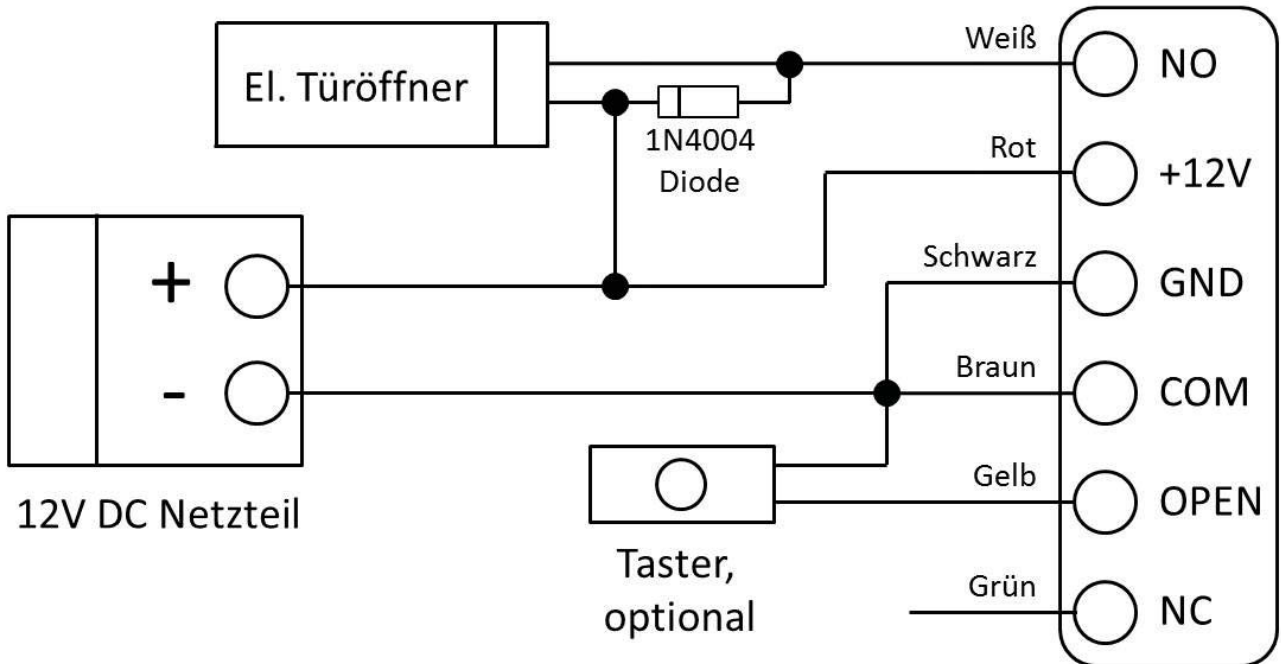 El. Türöffner
Weiß
NO
1N4004
Diode
Rot
+12V
Schwarz
GND
+
-
Braun
COM
12V DC Netzteil
Gelb
OPEN
Taster,
optional
Grün
NC